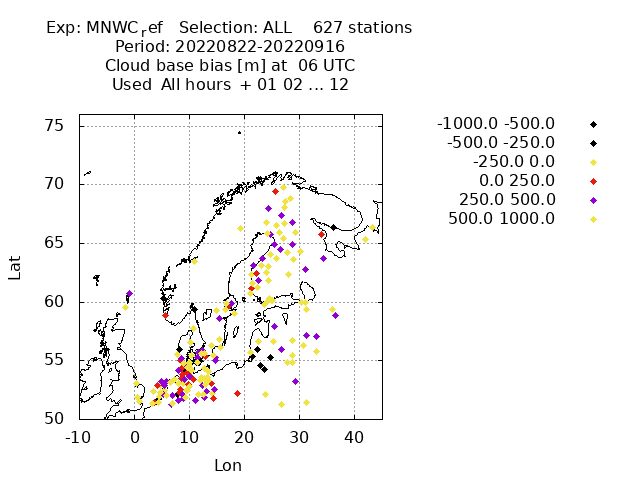 Exp: MNWC_ref   Selection: ALL    627 stations
Period: 20220822-20220916
Cloud base bias [m] at  06 UTC
Used  All hours  + 01 02 ... 12
-1000.0 -500.0
-500.0 -250.0
-250.0 0.0
0.0 250.0
250.0 500.0
500.0 1000.0
75
70
65
60
55
50
Lat
-10 0 10 20 30 40
Lon